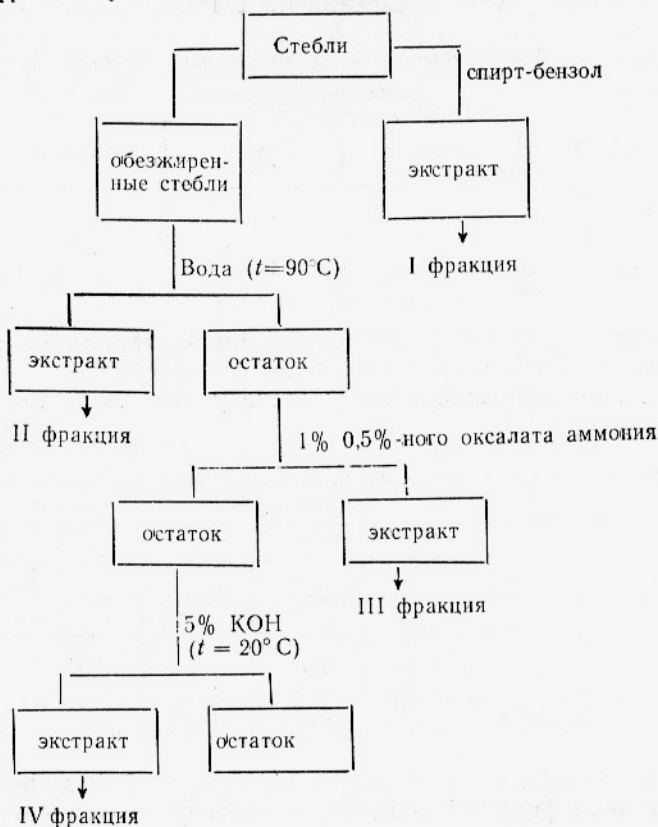 Стебли
спирт-бензол
обезжирен-
ные стебли
экстракт
Вода (t=90°C)
I фракция
экстракт
остаток
II фракция
1% 0,5%-ного оксалата аммония
остаток
экстракт
III фракция
5% КОН
(t = 20° C)
экстракт
остаток
IV фракция